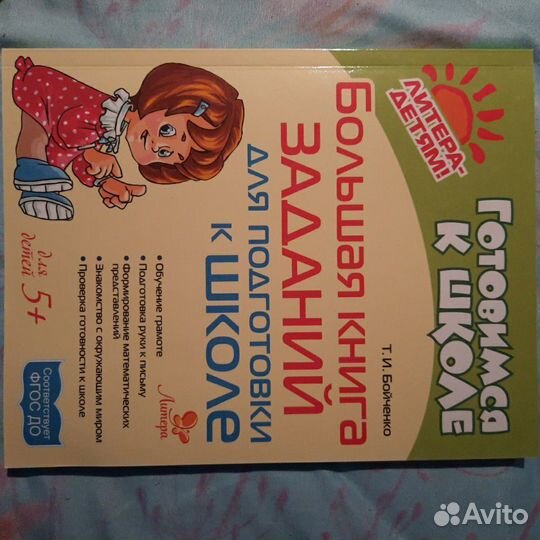 ЛИТЕРА-
ДЕТЯМ!
ГОТОВИМСЯ
К ШКОЛЕ
Т. И. Бойченко
БОЛЬШАЯ КНИГА
ЗАДАНИЙ
ДЛЯ ПОДГОТОВКИ
К ШКОЛЕ
• Обучение грамоте
• Подготовка руки к письму
• Формирование математических
представлений
• Знакомство с окружающим миром
• Проверка готовности к школе
для
детей 5+
Литера
Соответствует
ФГОС ДО
Avito